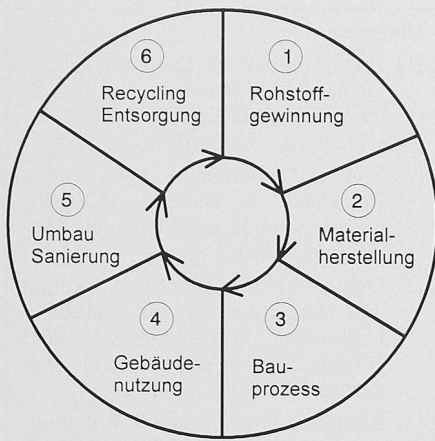 1
Rohstoff-
gewinnung
2
Material-
herstellung
3
Bau-
prozess
4
Gebäude-
nutzung
5
Umbau
Sanierung
6
Recycling
Entsorgung